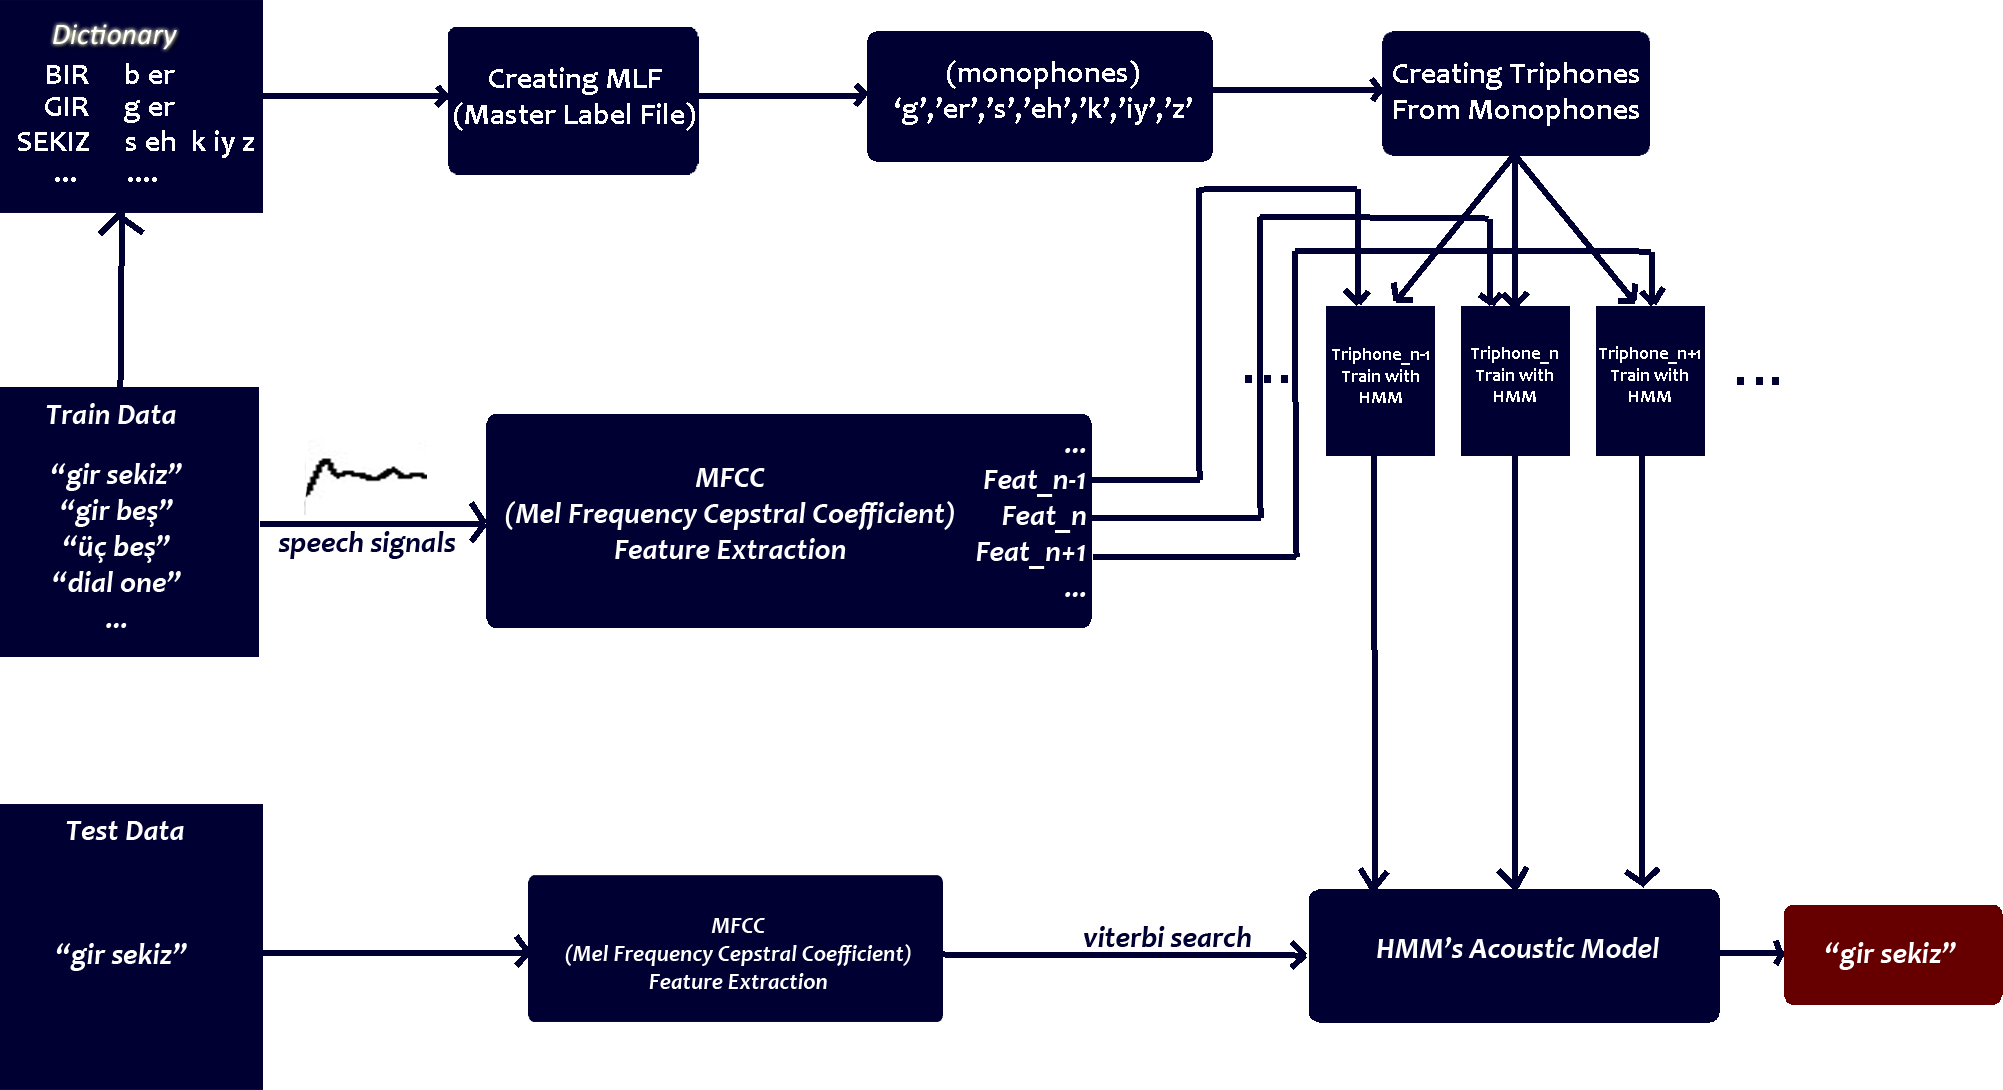 Dictionary
BIR b er
GIR g er
SEKIZ s eh k iy z
... ....
Creating MLF
(Master Label File)
(monophones)
‘g’,’er’,’s’,’eh’,’k’,’iy’,’z’
Creating Triphones
From Monophones
Train Data
“gir sekiz”
“gir beş”
“üç beş”
“dial one”
...
speech signals
MFCC
(Mel Frequency Cepstral Coefficient)
Feature Extraction
...
Feat_n-1
Feat_n
Feat_n+1
...
...
Triphone_n-1
Train with
HMM
Triphone_n
Train with
HMM
Triphone_n+1
Train with
HMM
...
Test Data
“gir sekiz”
MFCC
(Mel Frequency Cepstral Coefficient)
Feature Extraction
viterbi search
HMM’s Acoustic Model
“gir sekiz”